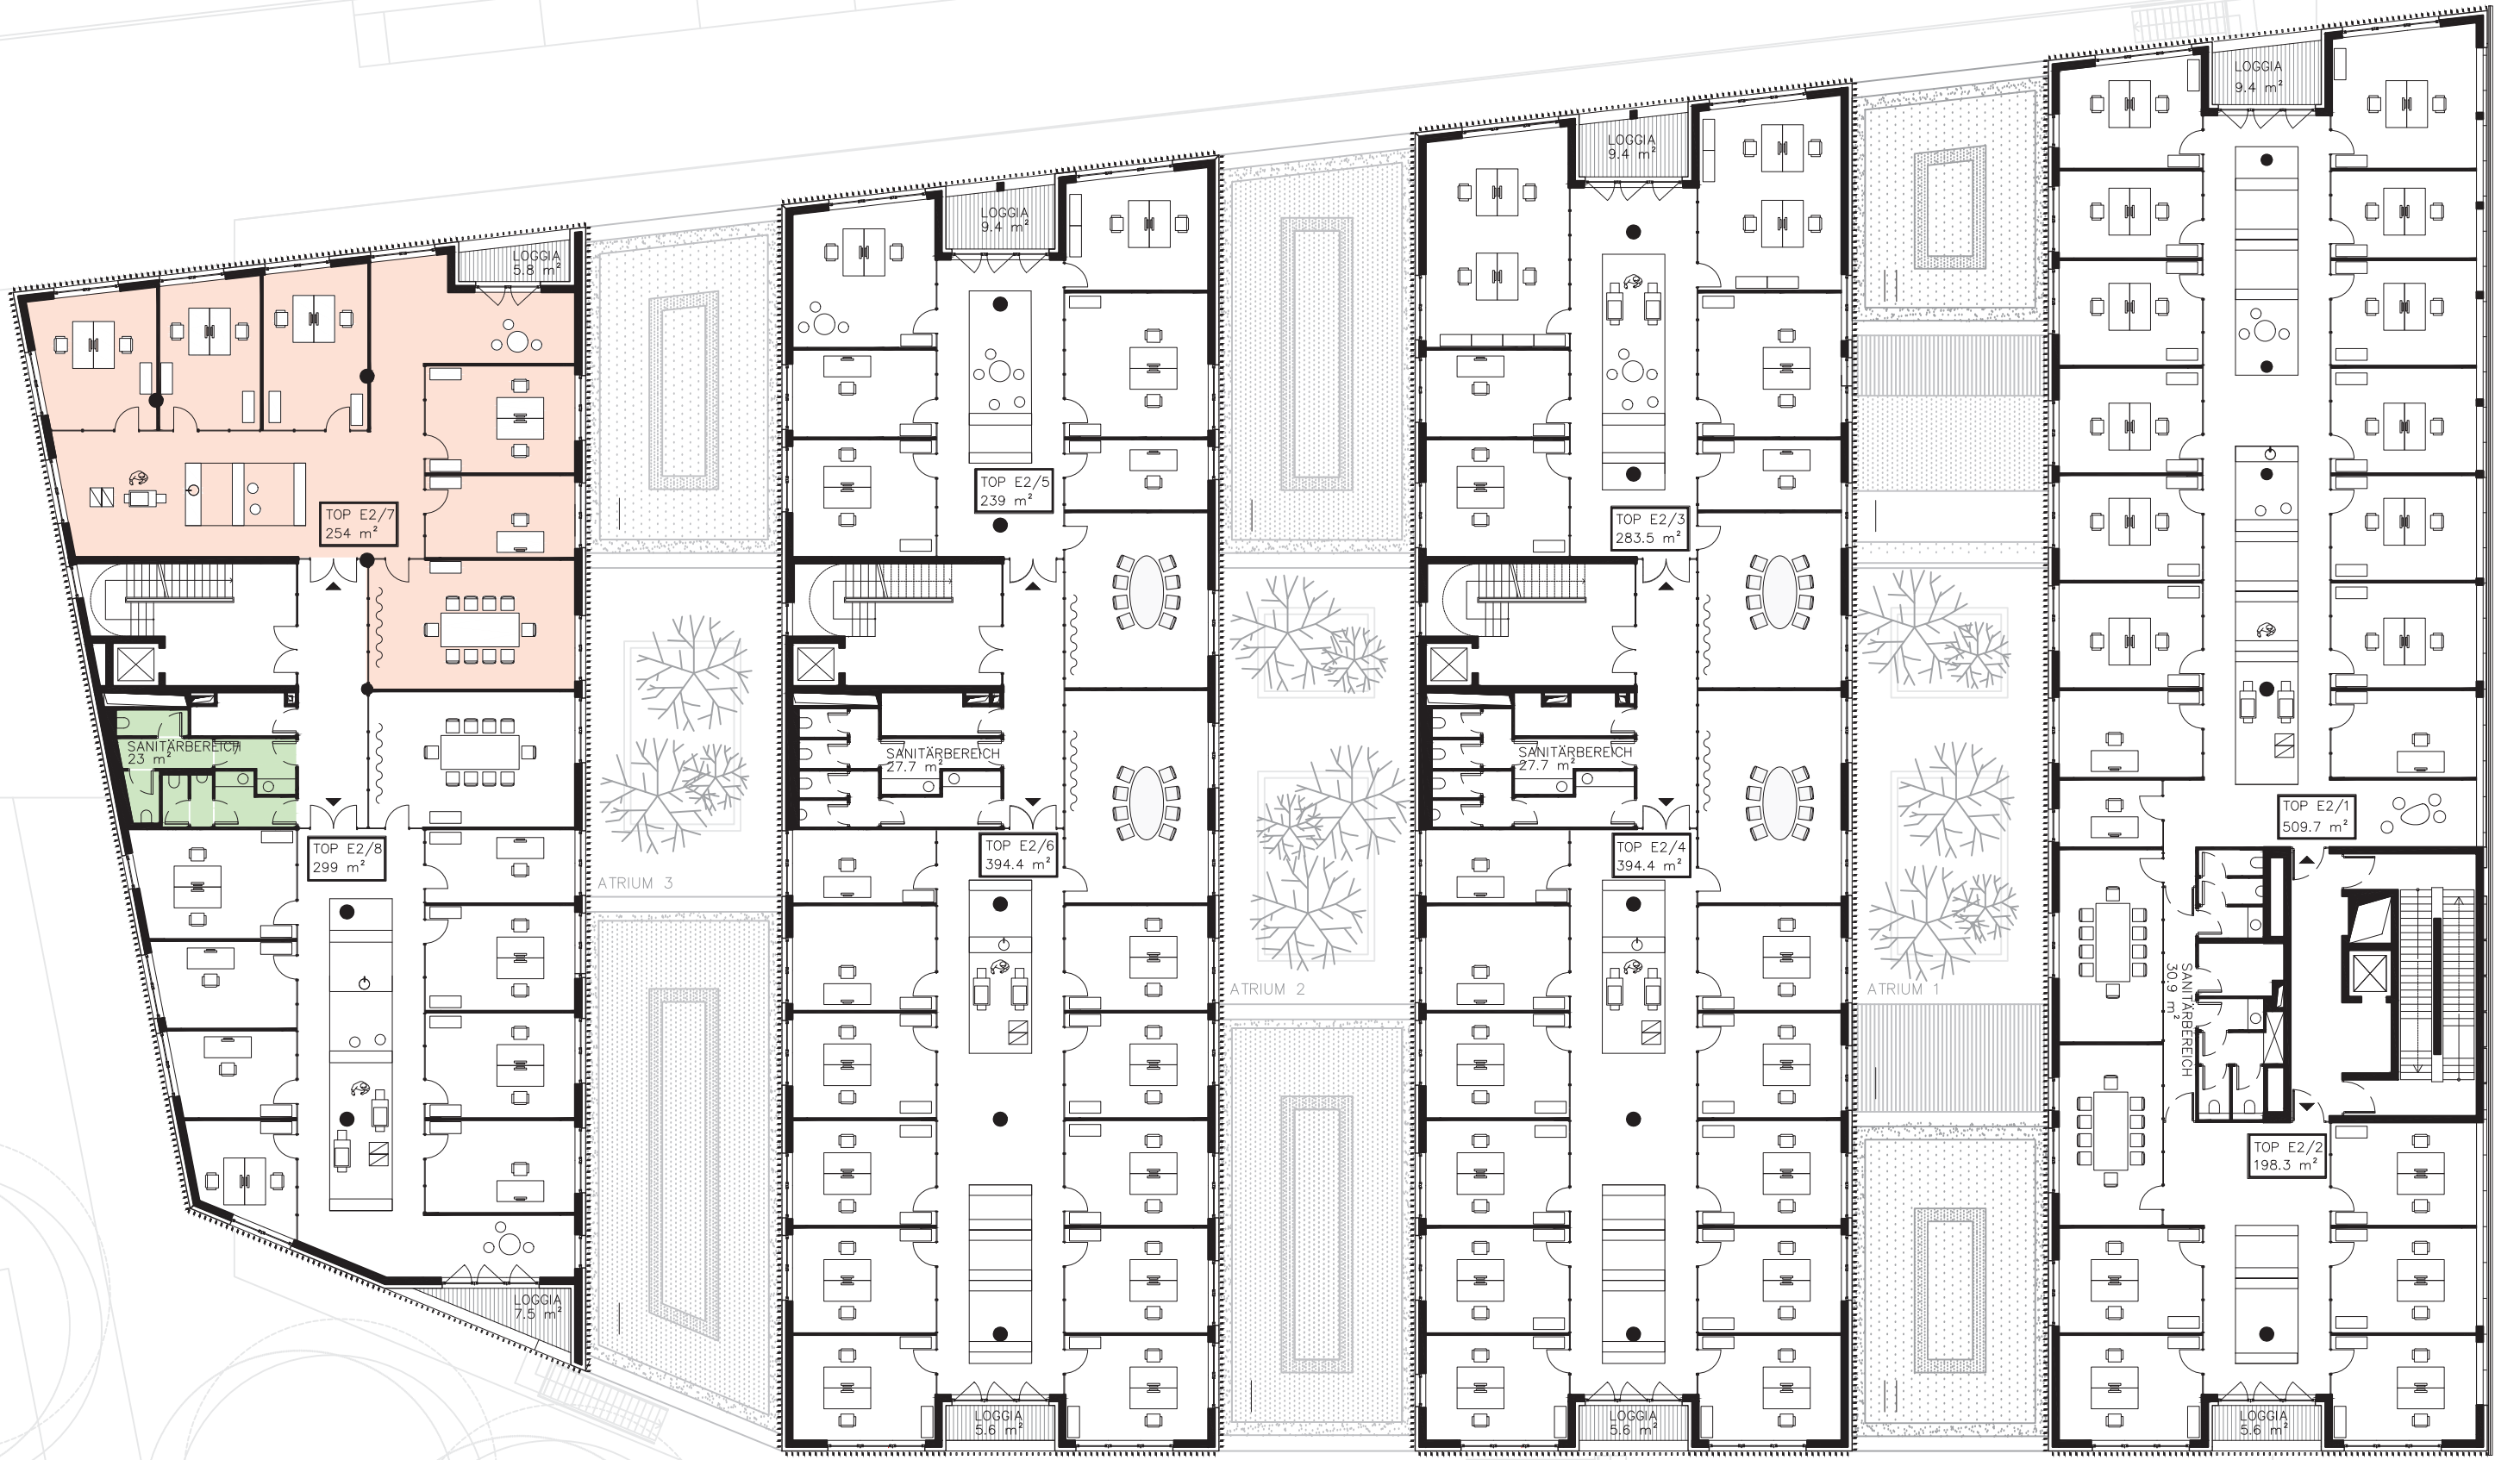 LOGGIA
9.4 m²
LOGGIA
9.4 m²
LOGGIA
9.4 m²
LOGGIA
5.8 m²
TOP E2/7
254 m²
TOP E2/5
239 m²
TOP E2/3
283.5 m²
SANITÄRBEREICH
23 m²
SANITÄRBEREICH
27.7 m²
SANITÄRBEREICH
27.7 m²
TOP E2/1
509.7 m²
TOP E2/8
299 m²
TOP E2/6
394.4 m²
TOP E2/4
394.4 m²
ATRIUM 3
ATRIUM 2
ATRIUM 1
SANITÄRBEREICH
30.9 m²
TOP E2/2
198.3 m²
LOGGIA
7.5 m²
LOGGIA
5.6 m²
LOGGIA
5.6 m²
LOGGIA
5.6 m²